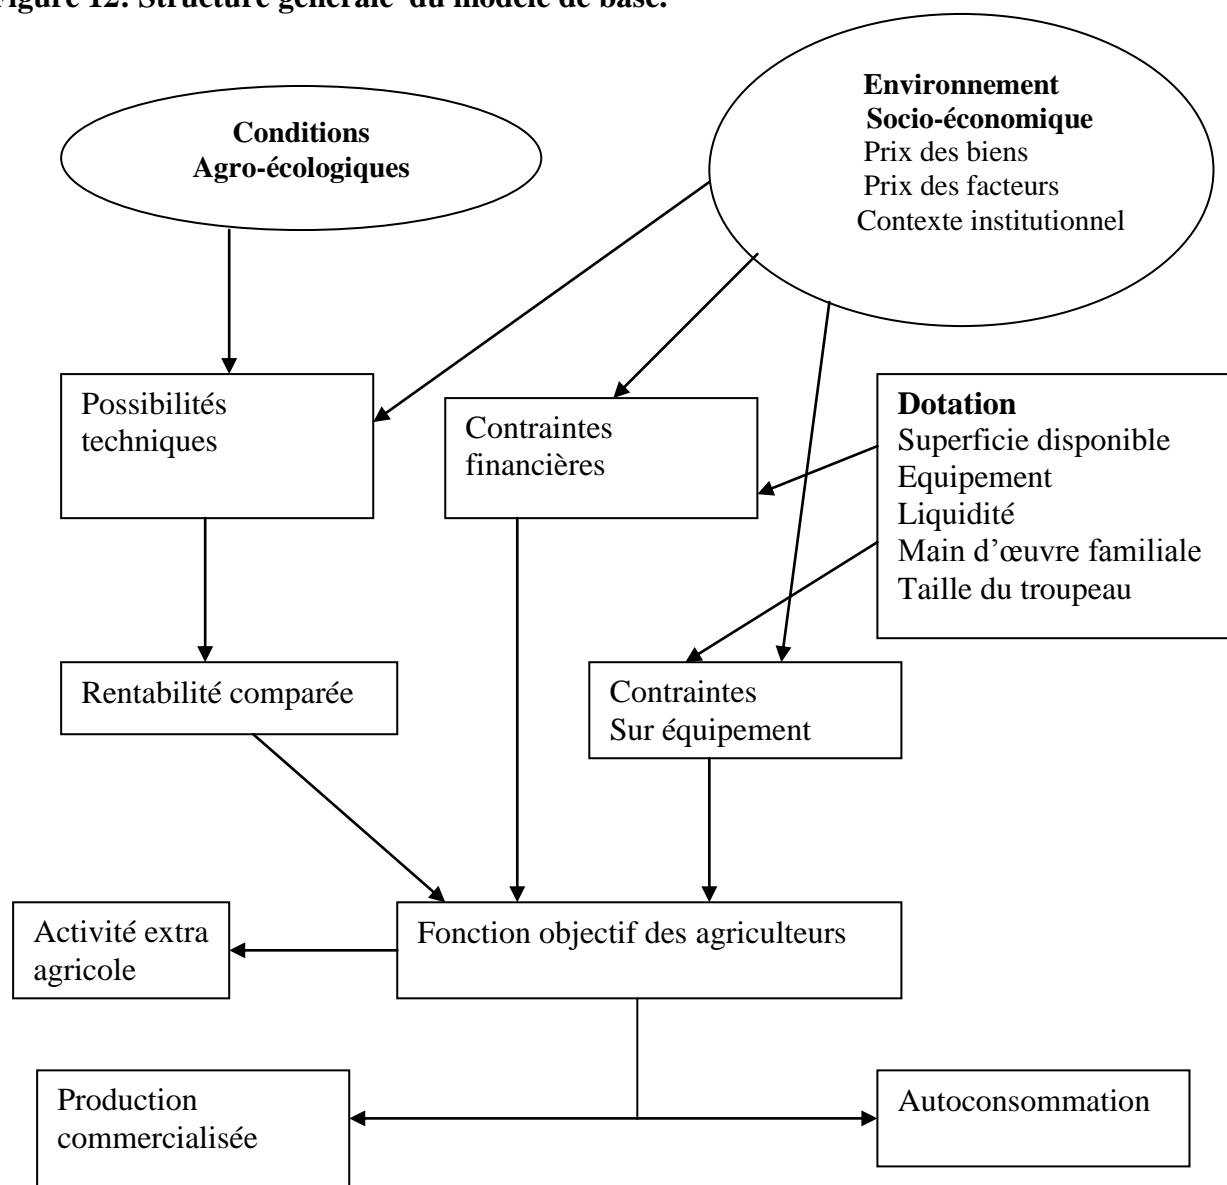 Figure 12: Structure générale du modèle de base.
Conditions
Agro-écologiques
Environnement
Socio-économique
Prix des biens
Prix des facteurs
Contexte institutionnel
Possibilités
techniques
Contraintes
financières
Dotation
Superficie disponible
Equipement
Liquidité
Main d’œuvre familiale
Taille du troupeau
Rentabilité comparée
Contraintes
Sur équipement
Activité extra
agricole
Fonction objectif des agriculteurs
Production
commercialisée
Autoconsommation